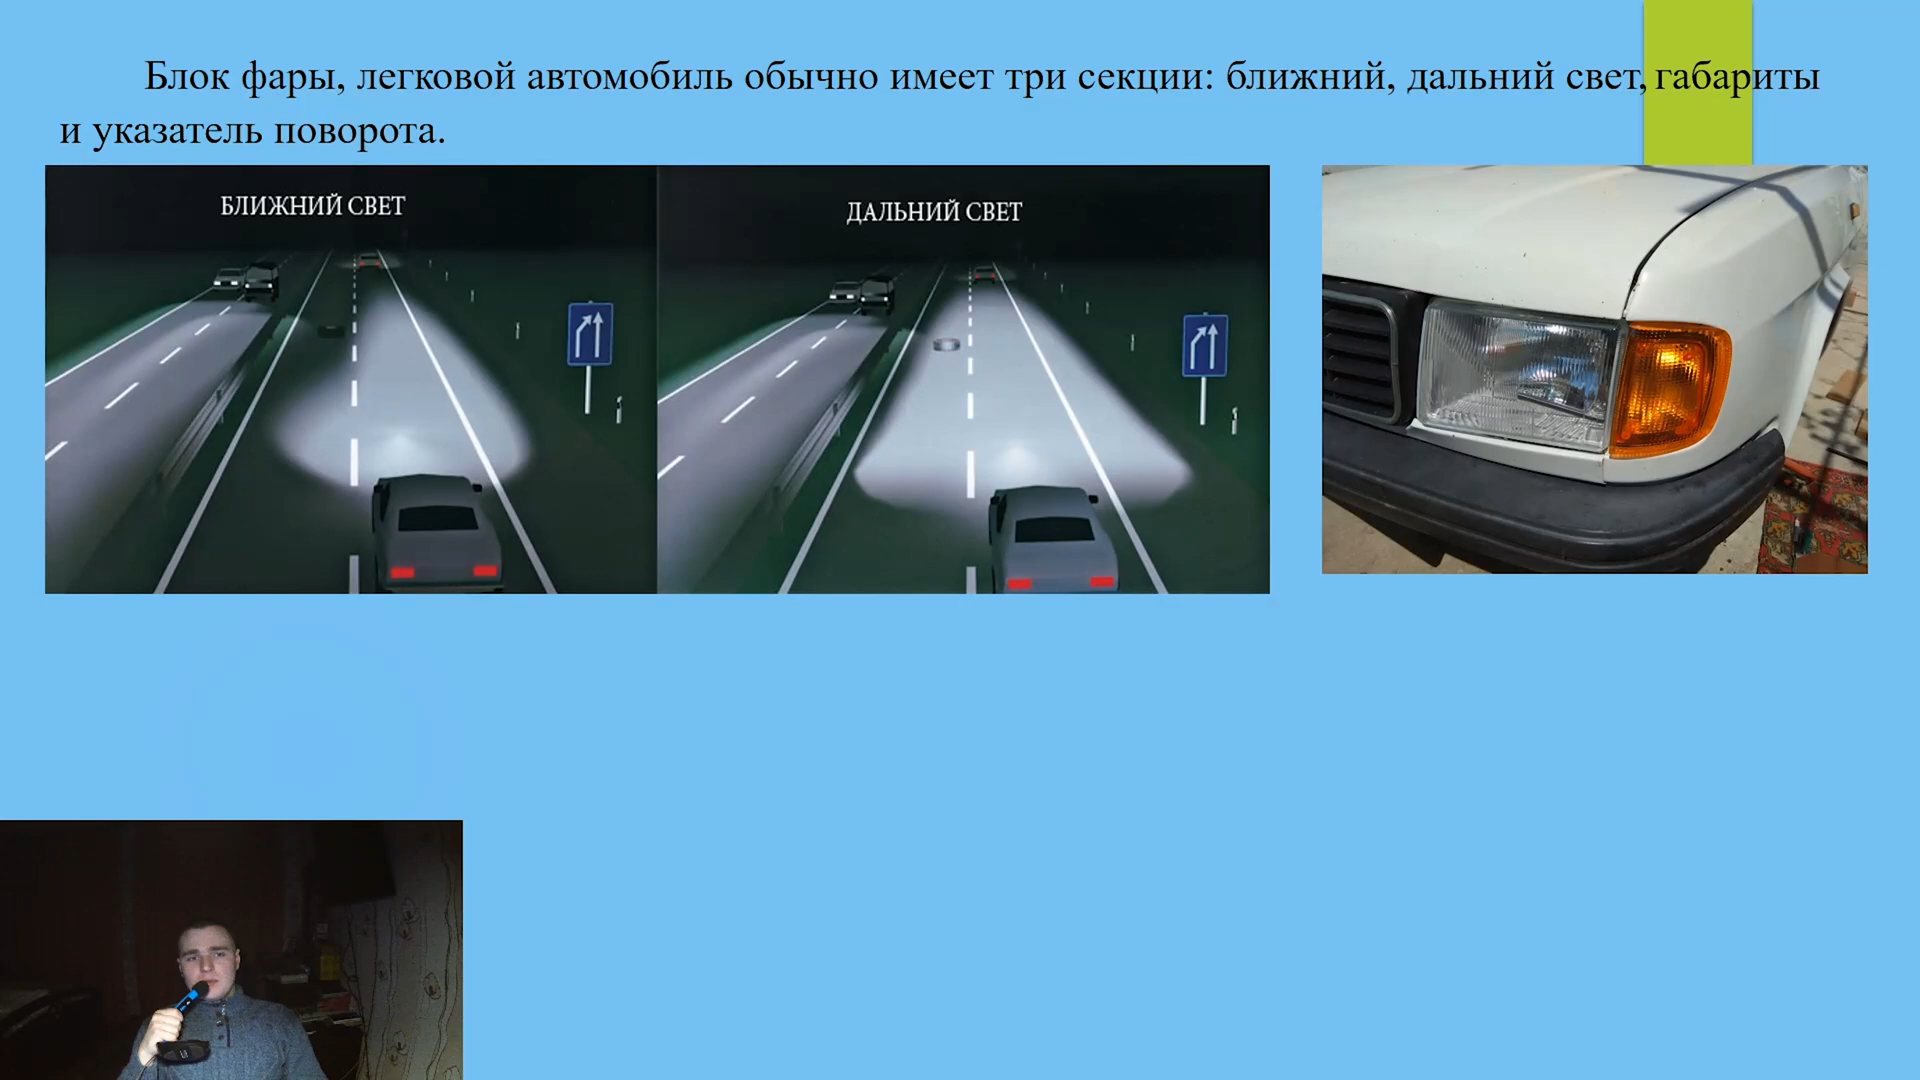 Блок фары, легковой автомобиль обычно имеет три секции: ближний, дальний свет, габариты
и указатель поворота.
БЛИЖНИЙ СВЕТ
ДАЛЬНИЙ СВЕТ